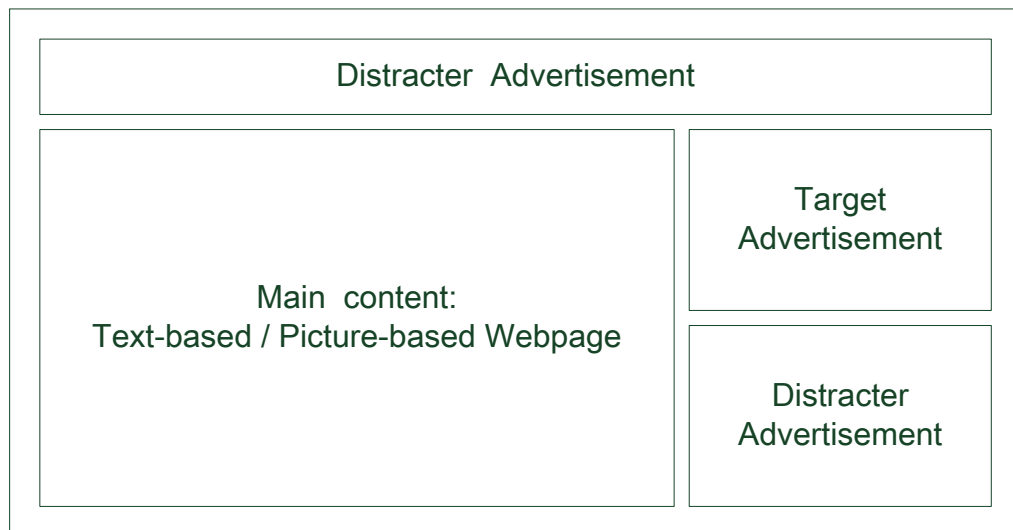 Distracter Advertisement
Main content:
Text-based / Picture-based Webpage
Target
Advertisement
Distracter
Advertisement